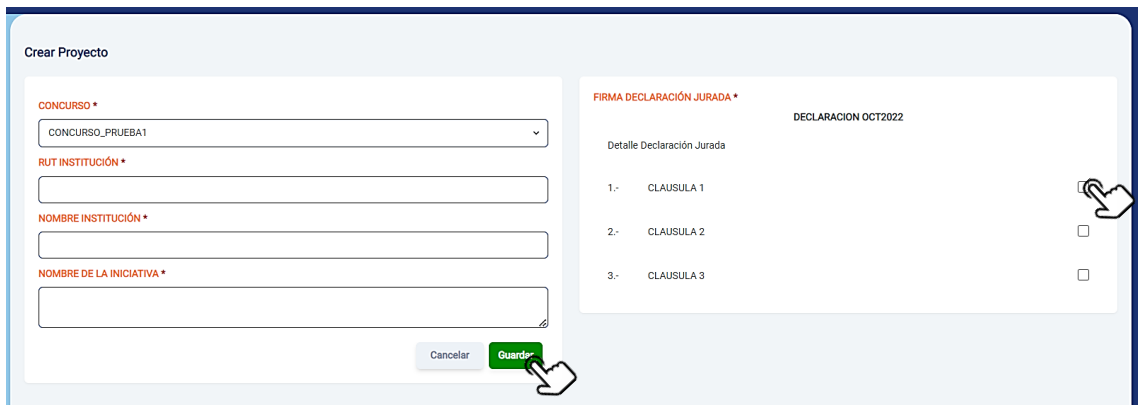 Crear Proyecto
CONCURSO *
CONCURSO_PRUEBA1
RUT INSTITUCIÓN *
NOMBRE INSTITUCIÓN *
NOMBRE DE LA INICIATIVA *
Cancelar Guardar
FIRMA DECLARACIÓN JURADA *
DECLARACION OCT2022
Detalle Declaración Jurada
1.- CLAUSULA 1
2.- CLAUSULA 2
3.- CLAUSULA 3